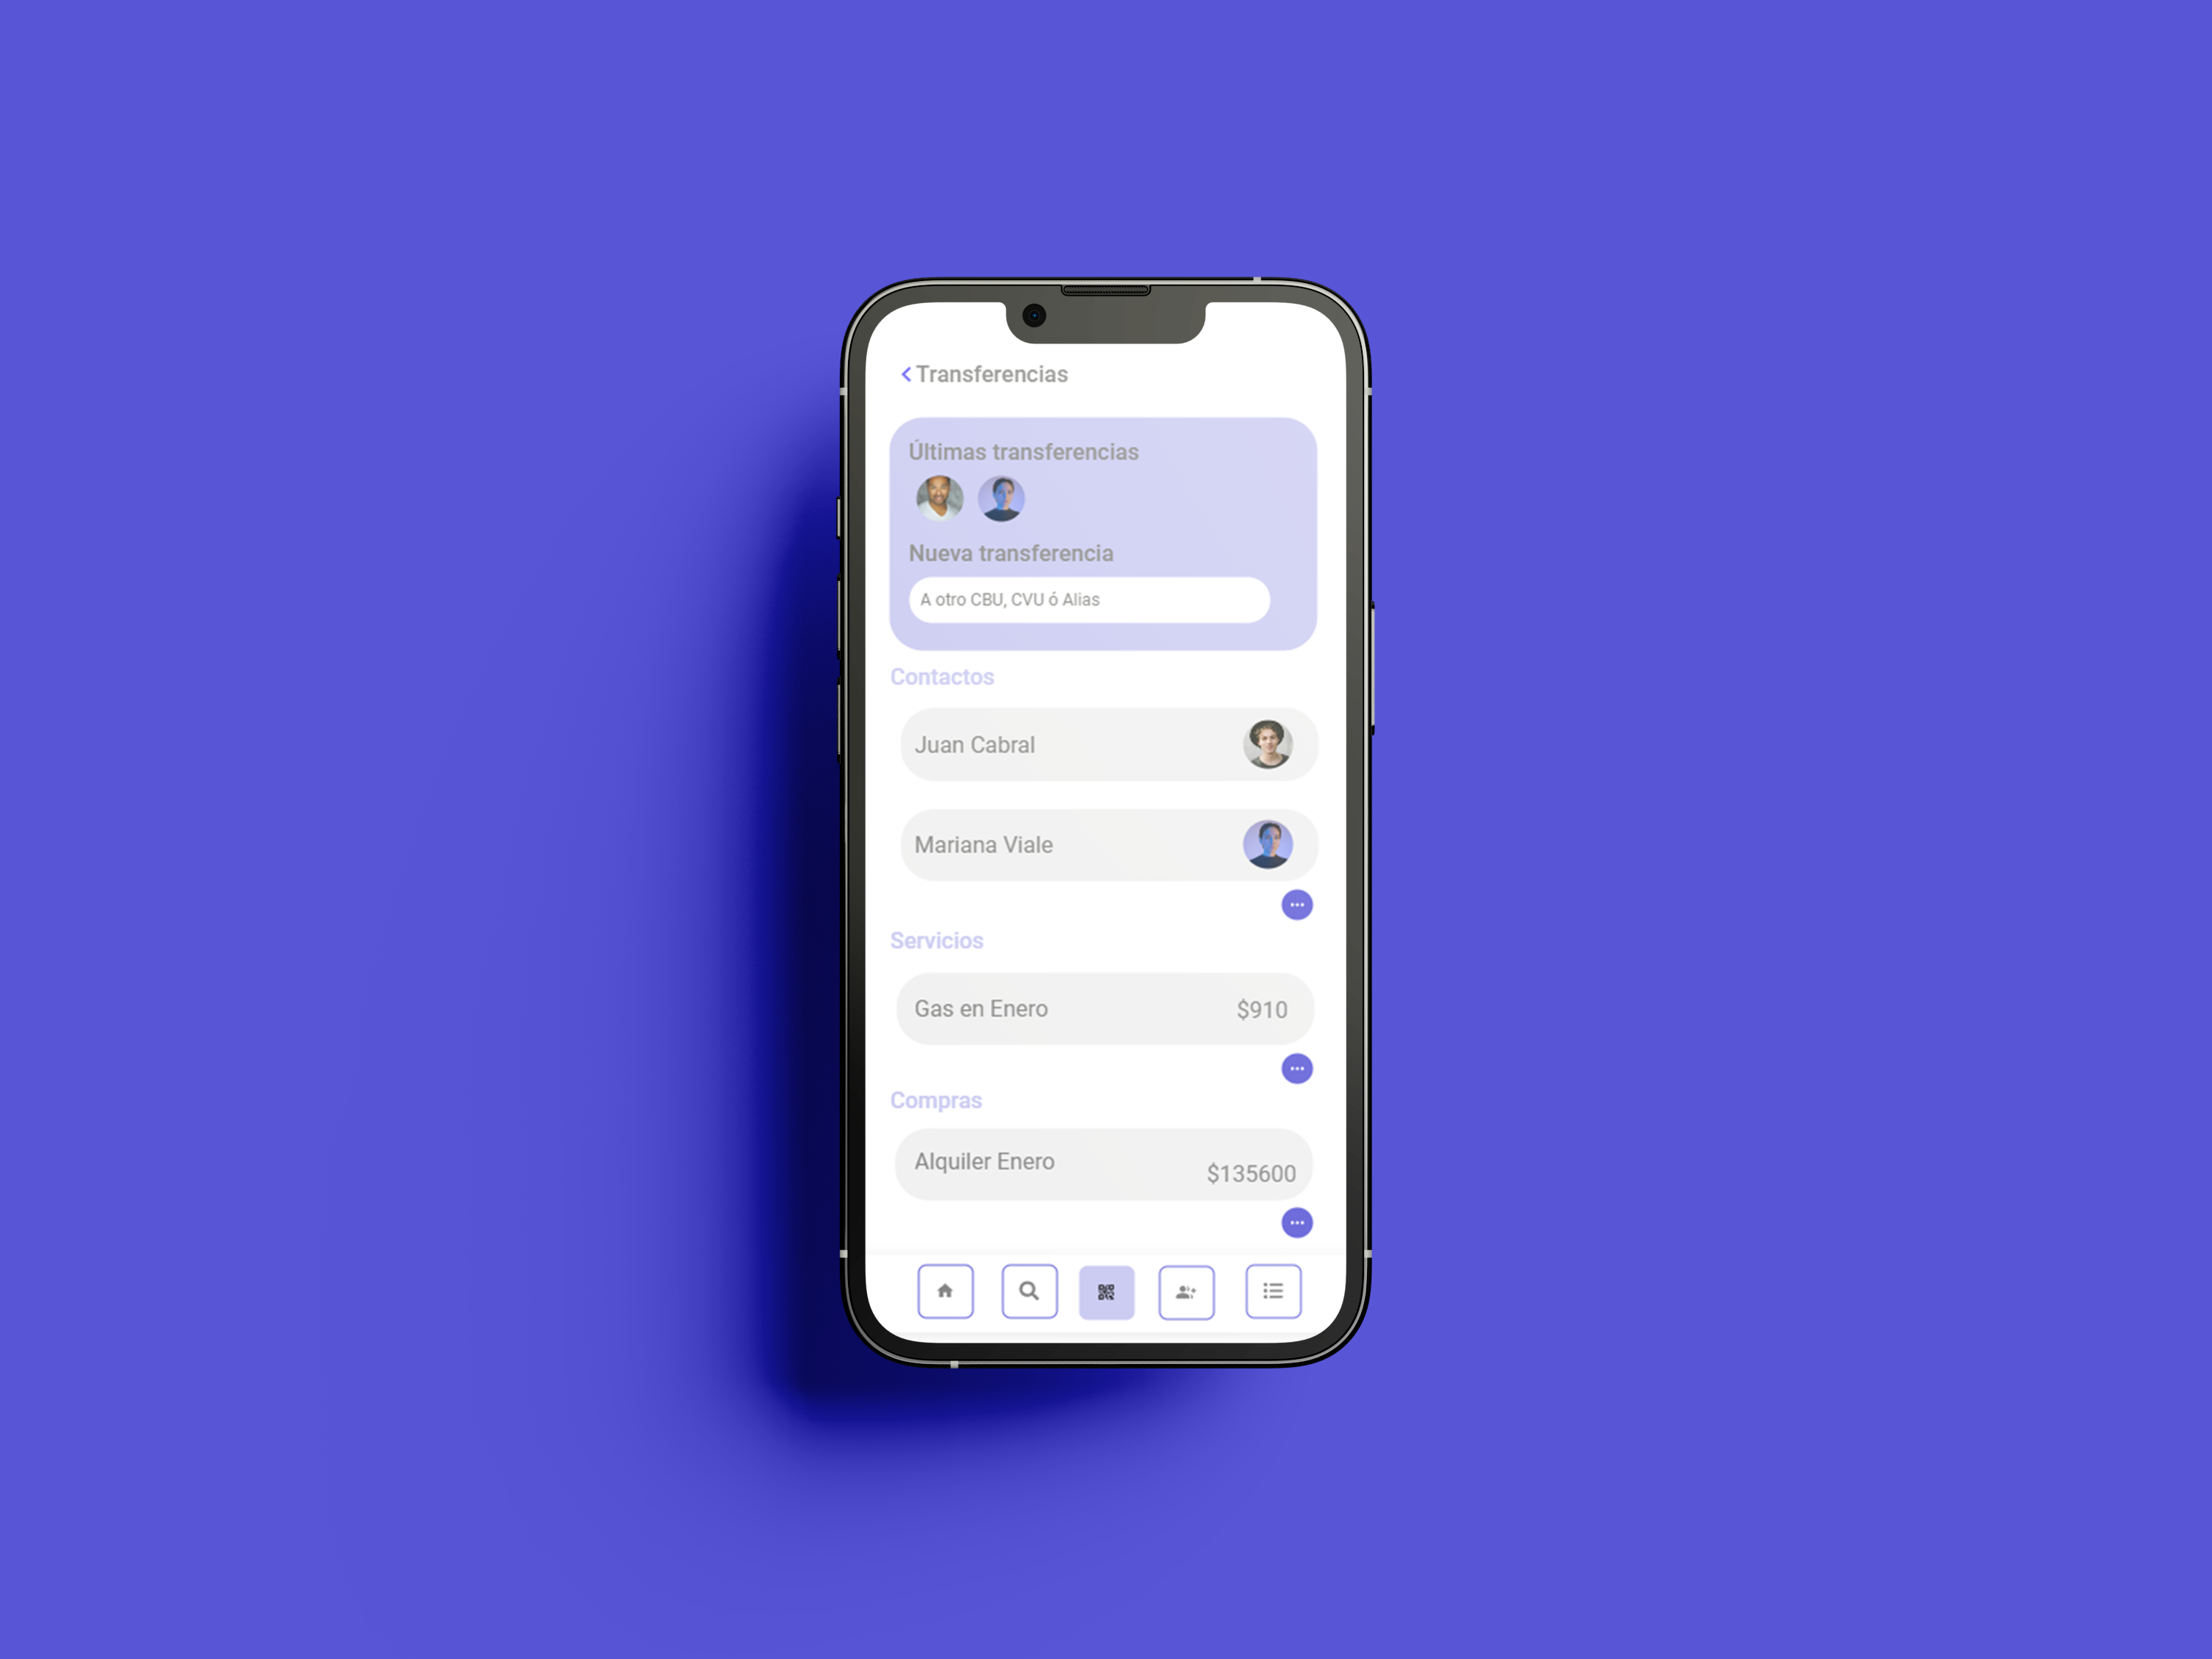 Transferencias
Últimas transferencias
Nueva transferencia
A otro CBU, CVU ó Alias
Contactos
Juan Cabral
Mariana Viale
Servicios
Gas en Enero
$910
Compras
Alquiler Enero
$135600